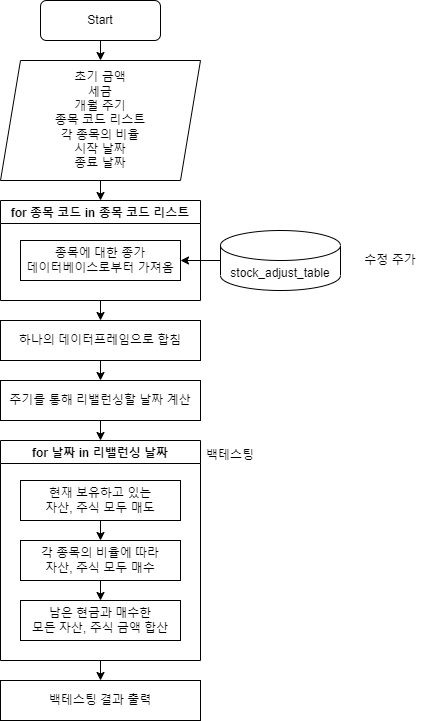 Start
초기 금액
세금
개월 주기
종목 코드 리스트
각 종목의 비율
시작 날짜
종료 날짜
for 종목 코드 in 종목 코드 리스트
종목에 대한 종가
데이터베이스로부터 가져옴
stock_adjust_table
수정 주가
하나의 데이터프레임으로 합침
주기를 통해 리밸런싱할 날짜 계산
for 날짜 in 리밸런싱 날짜
백테스팅
현재 보유하고 있는
자산, 주식 모두 매도
각 종목의 비율에 따라
자산, 주식 모두 매수
남은 현금과 매수한
모든 자산, 주식 금액 합산
백테스팅 결과 출력